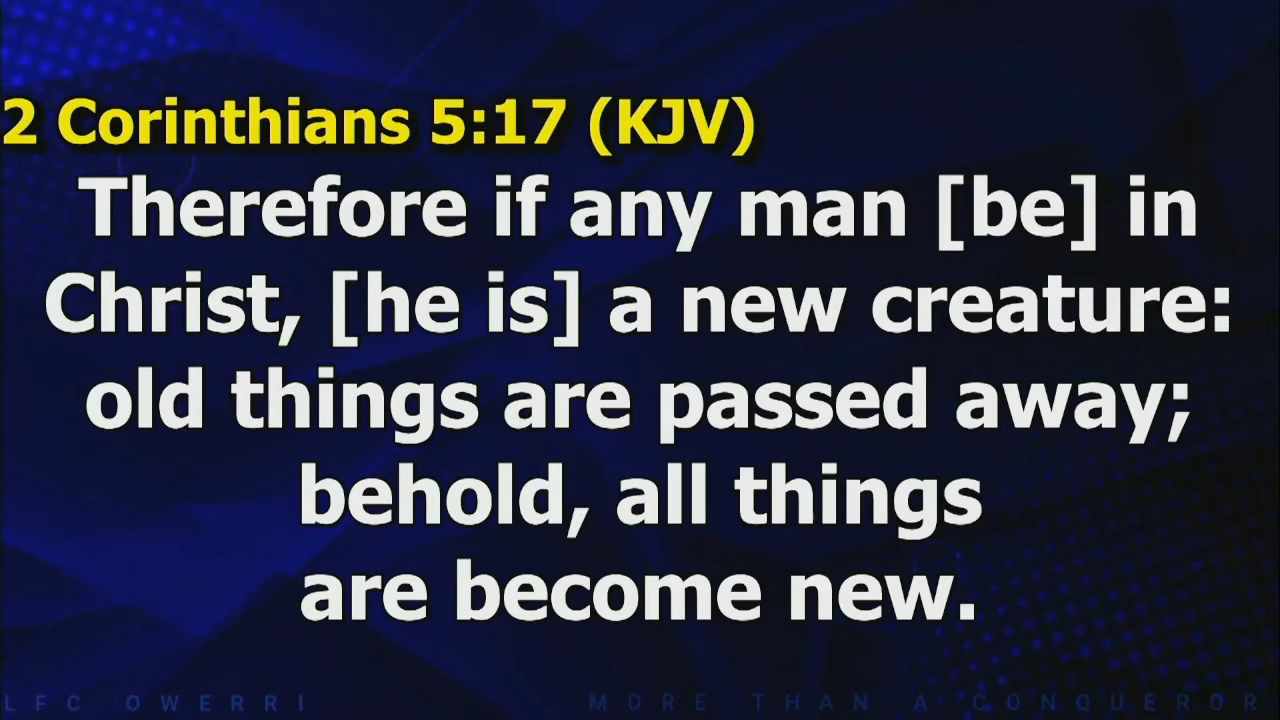 2 Corinthians 5:17 (KJV)
Therefore if any man [be] in
Christ, [he is] a new creature:
old things are passed away;
behold, all things
are become new.
LFC OWERRI MORE THAN A CONQUEROR